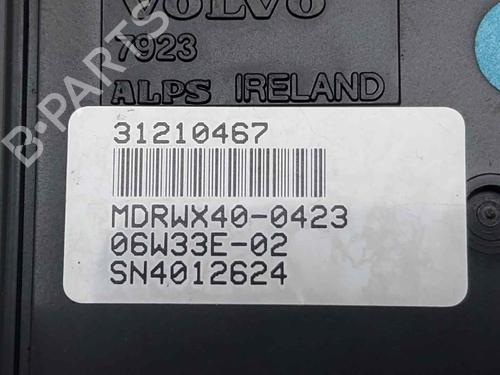 VOLVO
7923
ALPS IRELAND
31210467
MDRWX40-0423
06W33E-02
SN4012624
B-PARTS